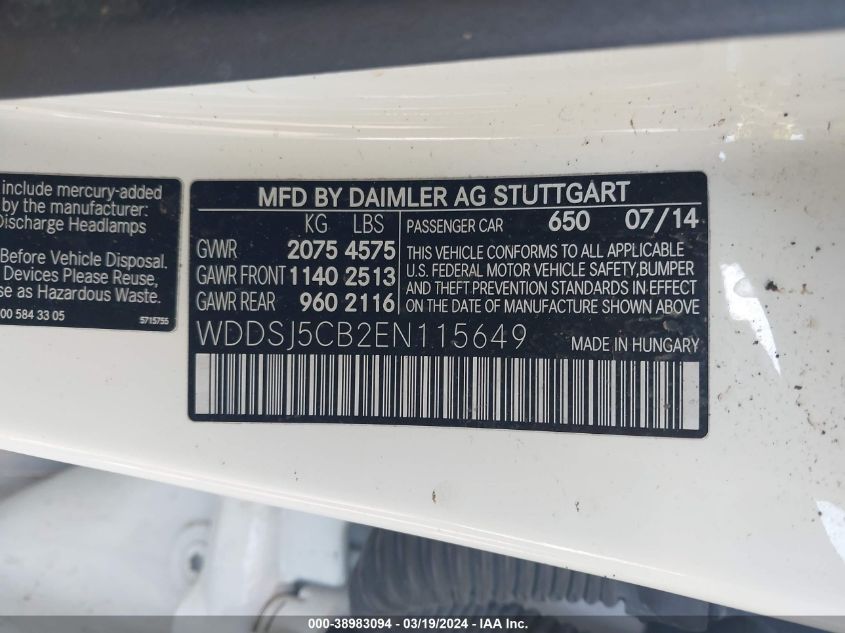 include mercury-added
by the manufacturer:
Discharge Headlamps
Before Vehicle Disposal.
Devices Please Reuse,
se as Hazardous Waste.
00 584 33 05
5715755
MFD BY DAIMLER AG STUTTGART
KG LBS
GVWR 2075 4575
GAWR FRONT 1140 2513
GAWR REAR 960 2116
PASSENGER CAR 650 07/14
THIS VEHICLE CONFORMS TO ALL APPLICABLE
U.S. FEDERAL MOTOR VEHICLE SAFETY,BUMPER
AND THEFT PREVENTION STANDARDS IN EFFECT
ON THE DATE OF MANUFACTURE SHOWN ABOVE
WDDSJ5CB2EN115649
MADE IN HUNGARY
000-38983094 / 03/19/2024 - IAA Inc.